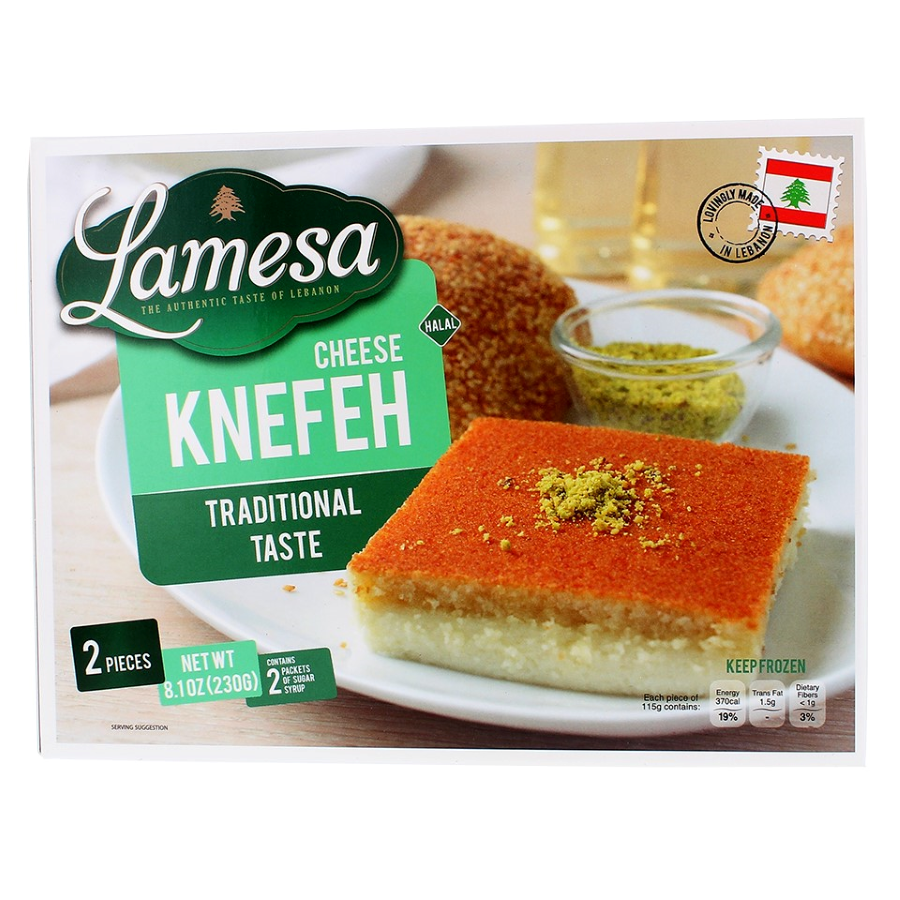 Lamesa
THE AUTHENTIC TASTE OF LEBANON
LOVINGLY MADE
IN LEBANON
HALAL
CHEESE
KNEFEH
TRADITIONAL
TASTE
2 PIECES
NET WT
8.1OZ(230G)
CONTAINS
2 PACKETS
OF SUGAR
SYRUP
SERVING SUGGESTION
KEEP FROZEN
Each piece of
115g contains:
Energy
370cal
19%
Trans Fat
1.5g
-
Dietary
Fibers
< 1g
3%